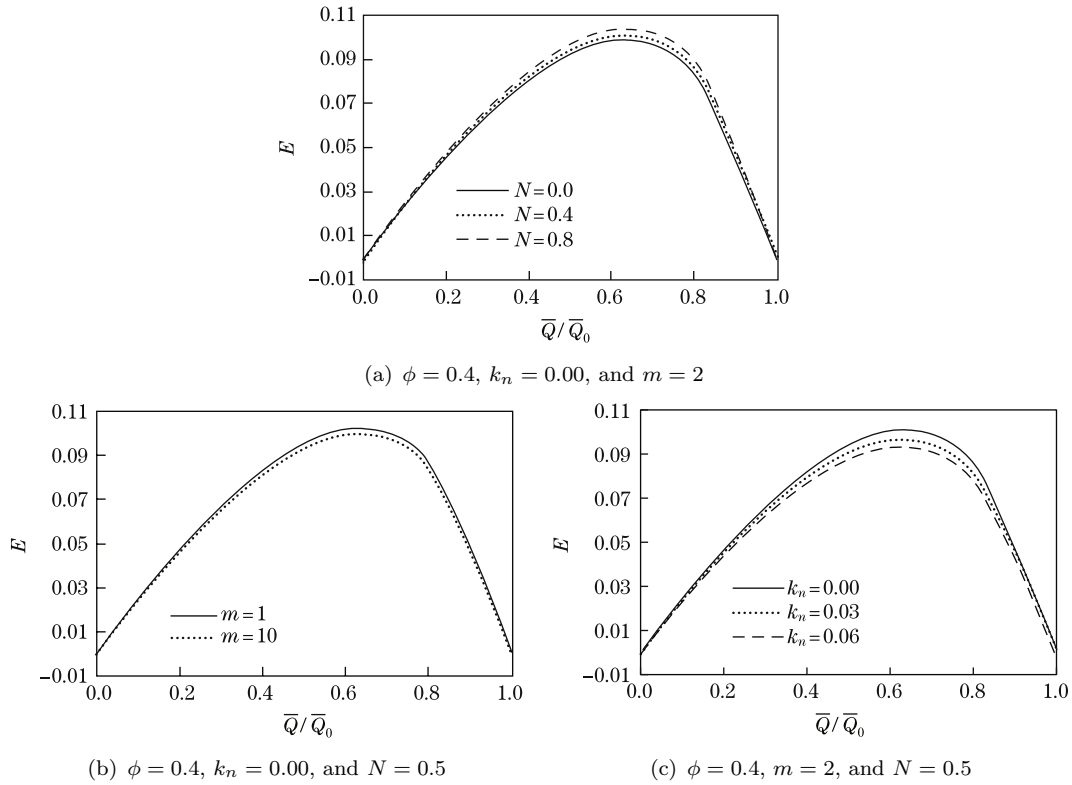 0.11
0.09
0.07
0.05
0.03
0.01
−0.01
E
N=0.0
N=0.4
N=0.8
0.0 0.2 0.4 0.6 0.8 1.0
Q̅/Q̅₀
(a) ϕ = 0.4, kₙ = 0.00, and m = 2
0.11
0.09
0.07
0.05
0.03
0.01
−0.01
E
m=1
m=10
0.0 0.2 0.4 0.6 0.8 1.0
Q̅/Q̅₀
(b) ϕ = 0.4, kₙ = 0.00, and N = 0.5
0.11
0.09
0.07
0.05
0.03
0.01
−0.01
E
kₙ=0.00
kₙ=0.03
kₙ=0.06
0.0 0.2 0.4 0.6 0.8 1.0
Q̅/Q̅₀
(c) ϕ = 0.4, m = 2, and N = 0.5